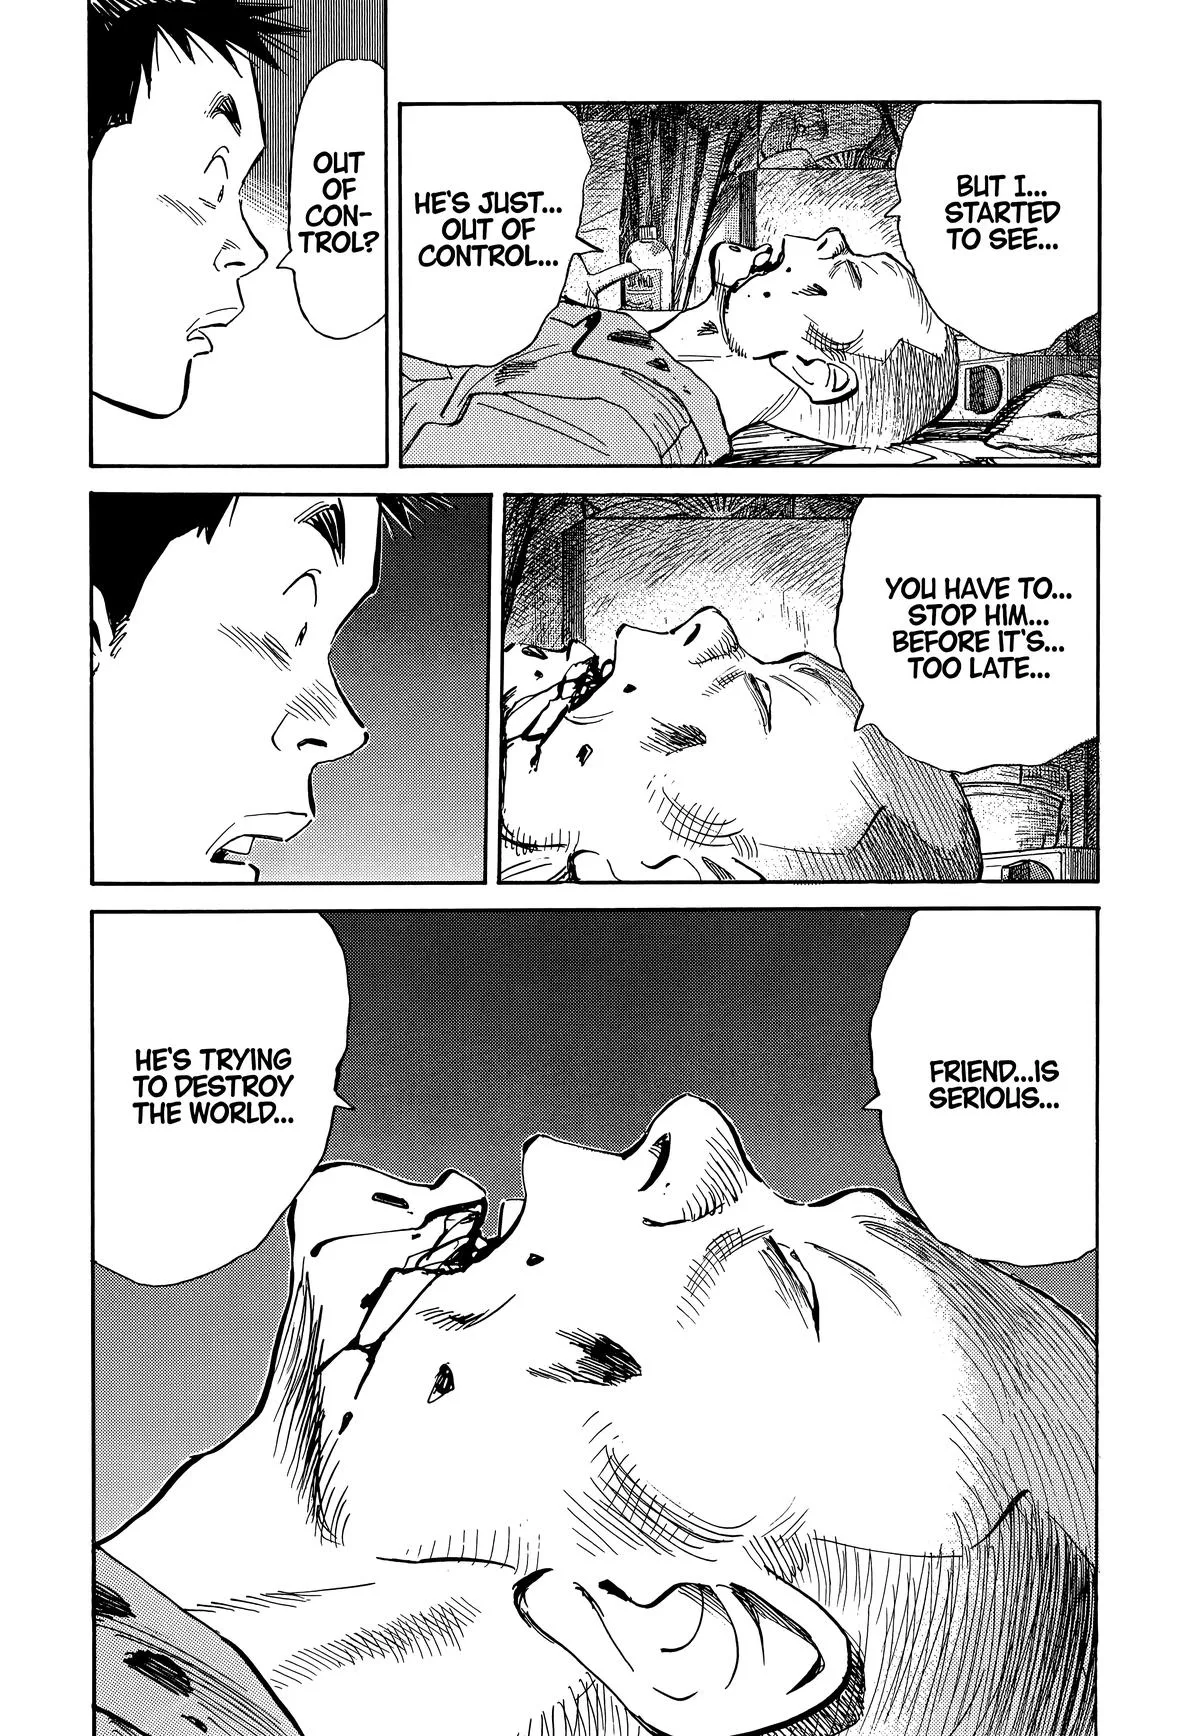 BUT I...
STARTED
TO SEE...
HE'S JUST...
OUT OF
CONTROL...
OUT
OF
CON-
TROL?
YOU HAVE TO...
STOP HIM...
BEFORE IT'S...
TOO LATE...
FRIEND...IS
SERIOUS...
HE'S TRYING
TO DESTROY
THE WORLD...